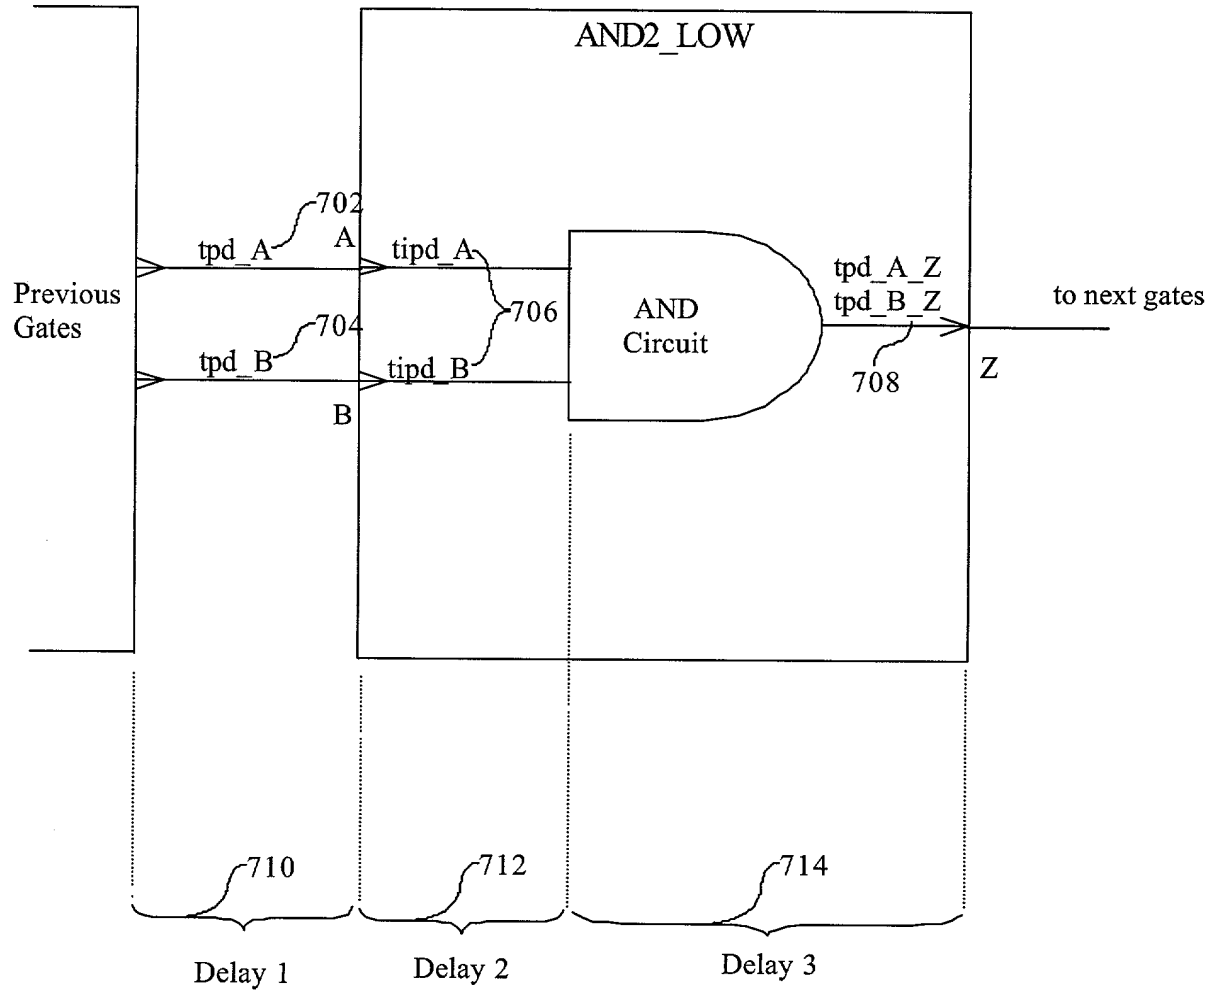 AND2_LOW
702
tpd_A
A
tipd_A
Previous
Gates
704
tpd_B
B
tipd_B
706
AND
Circuit
tpd_A_Z
tpd_B_Z
708
Z
to next gates
710
712
714
Delay 1
Delay 2
Delay 3